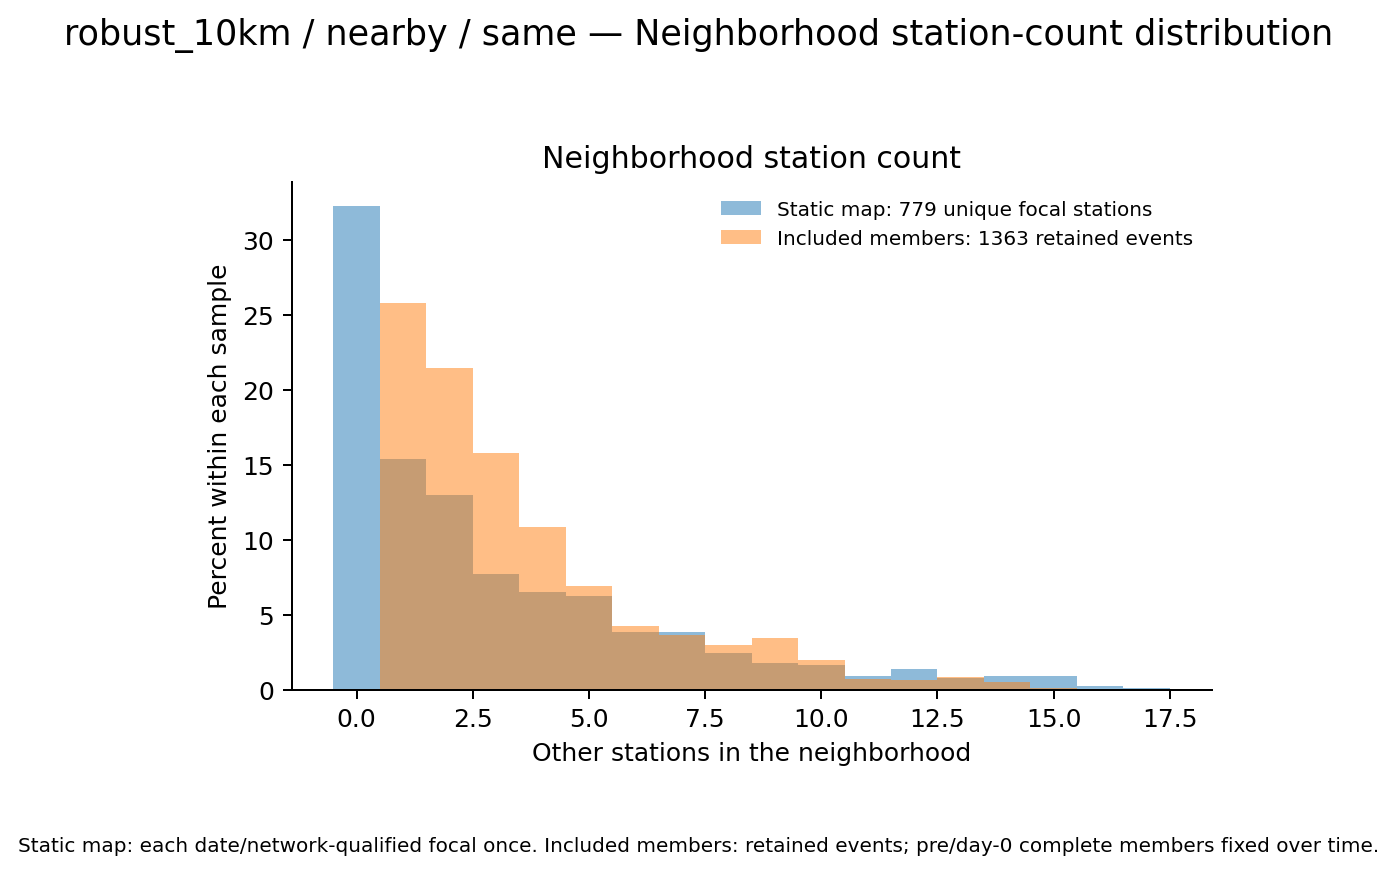 robust_10km / nearby / same — Neighborhood station-count distribution
Neighborhood station count
Static map: 779 unique focal stations
Included members: 1363 retained events
Percent within each sample
30
25
20
15
10
5
0
0.0 2.5 5.0 7.5 10.0 12.5 15.0 17.5
Other stations in the neighborhood
Static map: each date/network-qualified focal once. Included members: retained events; pre/day-0 complete members fixed over time.